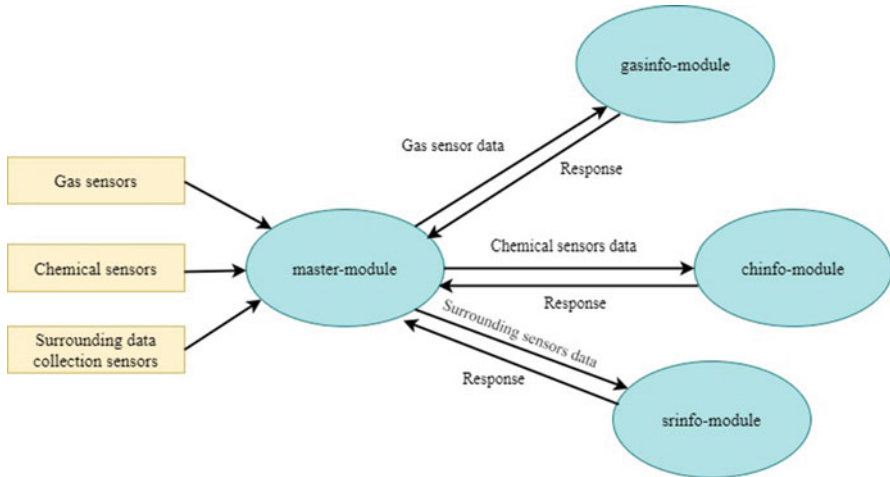 gasinfo-module
Gas sensor data
Response
Gas sensors
Chemical sensors
Surrounding data
collection sensors
master-module
Chemical sensors data
Response
chinfo-module
Surrounding sensors data
Response
srinfo-module